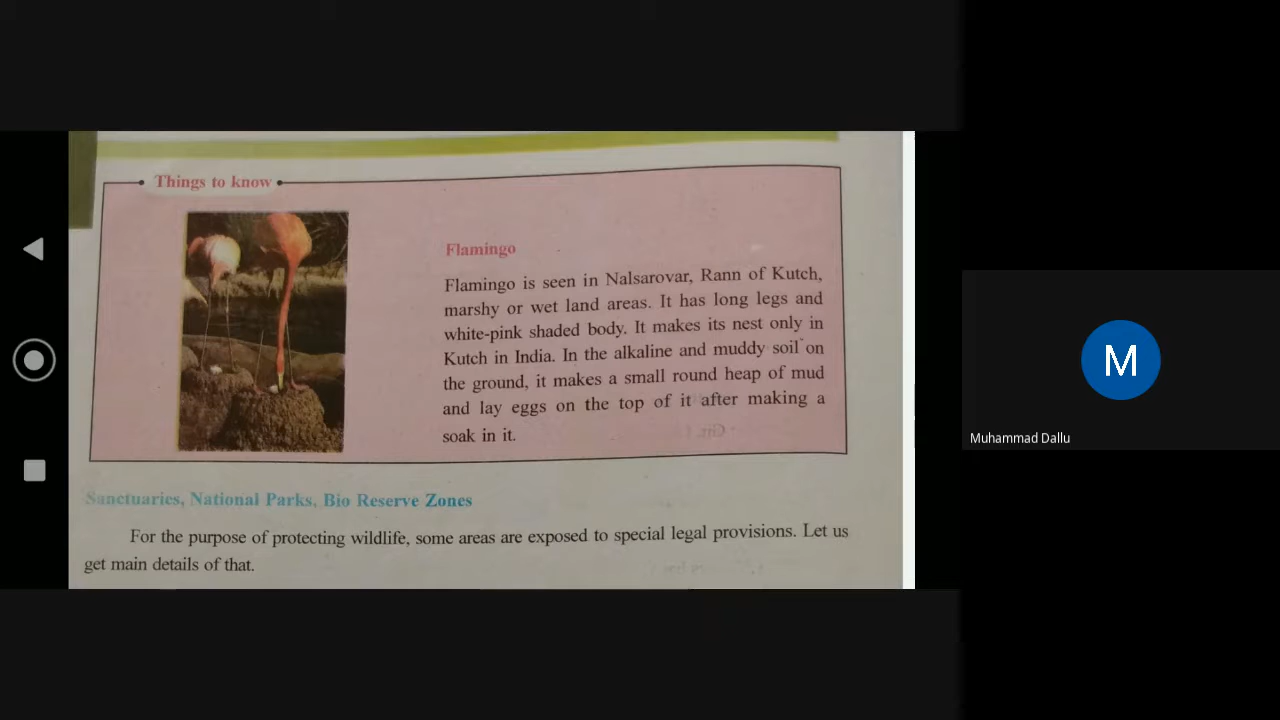 Things to know
Flamingo
Flamingo is seen in Nalsarovar, Rann of Kutch,
marshy or wet land areas. It has long legs and
white-pink shaded body. It makes its nest only in
Kutch in India. In the alkaline and muddy soil on
the ground, it makes a small round heap of mud
and lay eggs on the top of it after making a
soak in it.
Sanctuaries, National Parks, Bio Reserve Zones
For the purpose of protecting wildlife, some areas are exposed to special legal provisions. Let us
get main details of that.
M
Muhammad Dallu